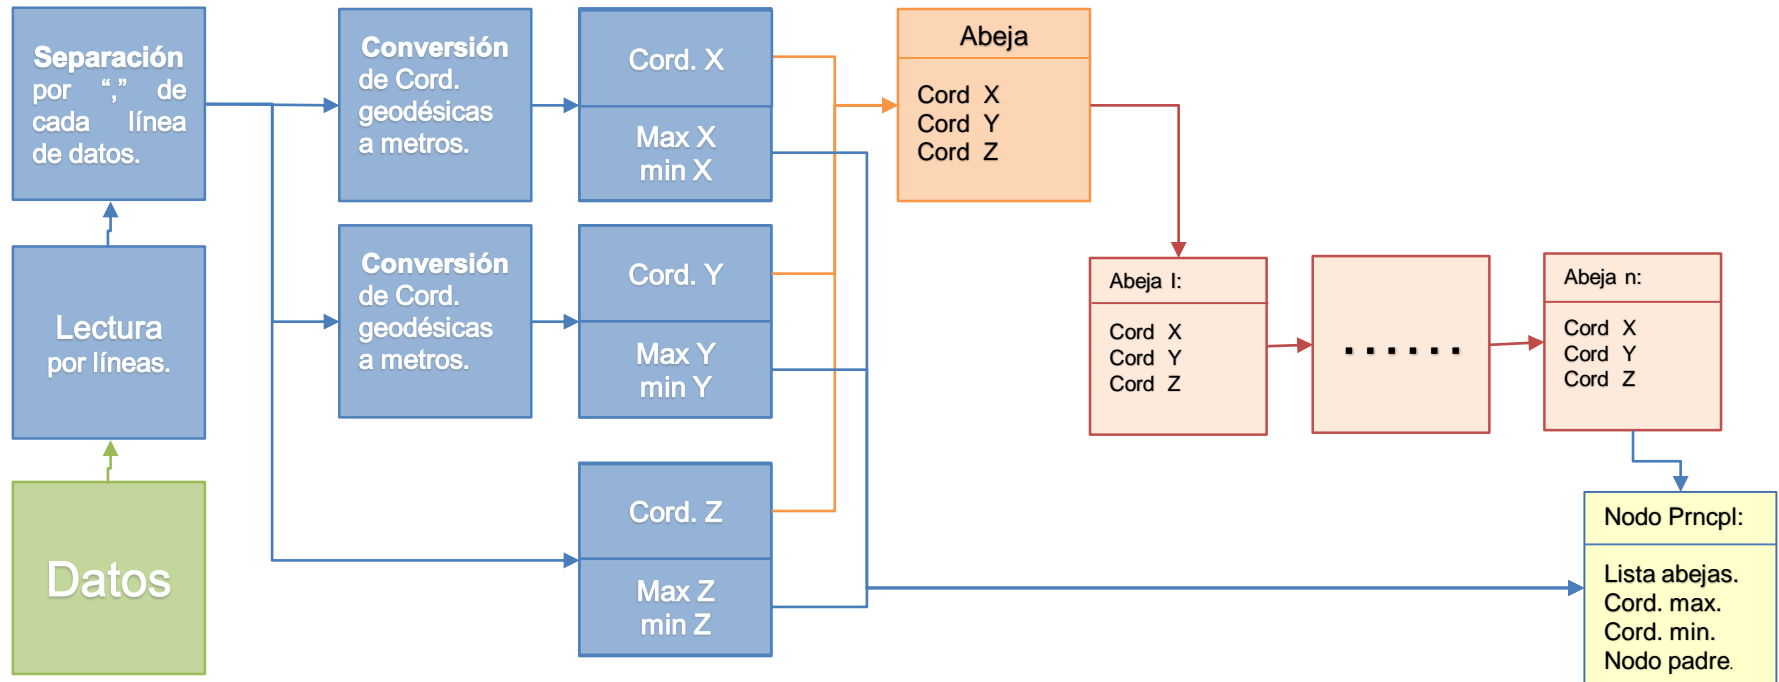 Separación
por “,” de
cada línea
de datos.
Lectura
por líneas.
Datos
Conversión
de Cord.
geodésicas
a metros.
Conversión
de Cord.
geodésicas
a metros.
Cord. X
Max X
min X
Cord. Y
Max Y
min Y
Cord. Z
Max Z
min Z
Abeja
Cord X
Cord Y
Cord Z
Abeja I:
Cord X
Cord Y
Cord Z
......
Abeja n:
Cord X
Cord Y
Cord Z
Nodo Prncpl:
Lista abejas.
Cord. max.
Cord. min.
Nodo padre.